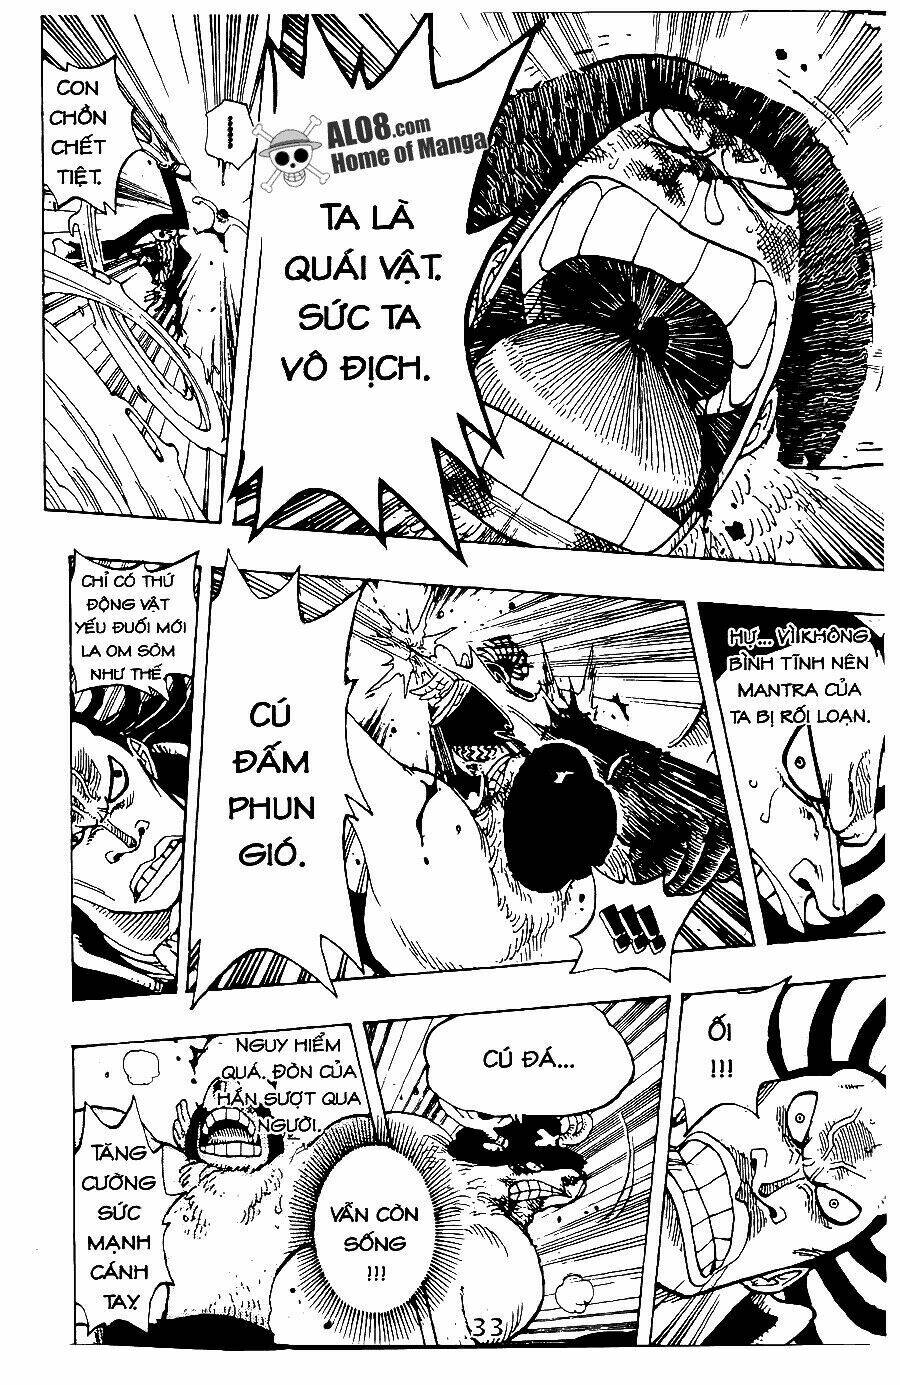 AL08.com
Home of Manga
TA LÀ
QUÁI VẬT.
SỨC TA
VÔ ĐỊCH.
......
CON
CHỒN
CHẾT
TIỆT.
HỰ... VÌ KHÔNG
BÌNH TĨNH NÊN
MANTRA CỦA
TA BỊ RỐI LOẠN.
!!!
CÚ
ĐẤM
PHUN
GIÓ.
CHỈ CÓ THỨ
ĐỘNG VẬT
YẾU ĐUỐI MỚI
LA OM SÒM
NHƯ THẾ.
ỐI
!!!
CÚ ĐÁ...
VẪN CÒN
SỐNG
!!!
NGUY HIỂM
QUÁ. ĐÒN CỦA
HẮN SƯỢT QUA
NGƯỜI...
TĂNG
CƯỜNG
SỨC
MẠNH
CÁNH
TAY.
33